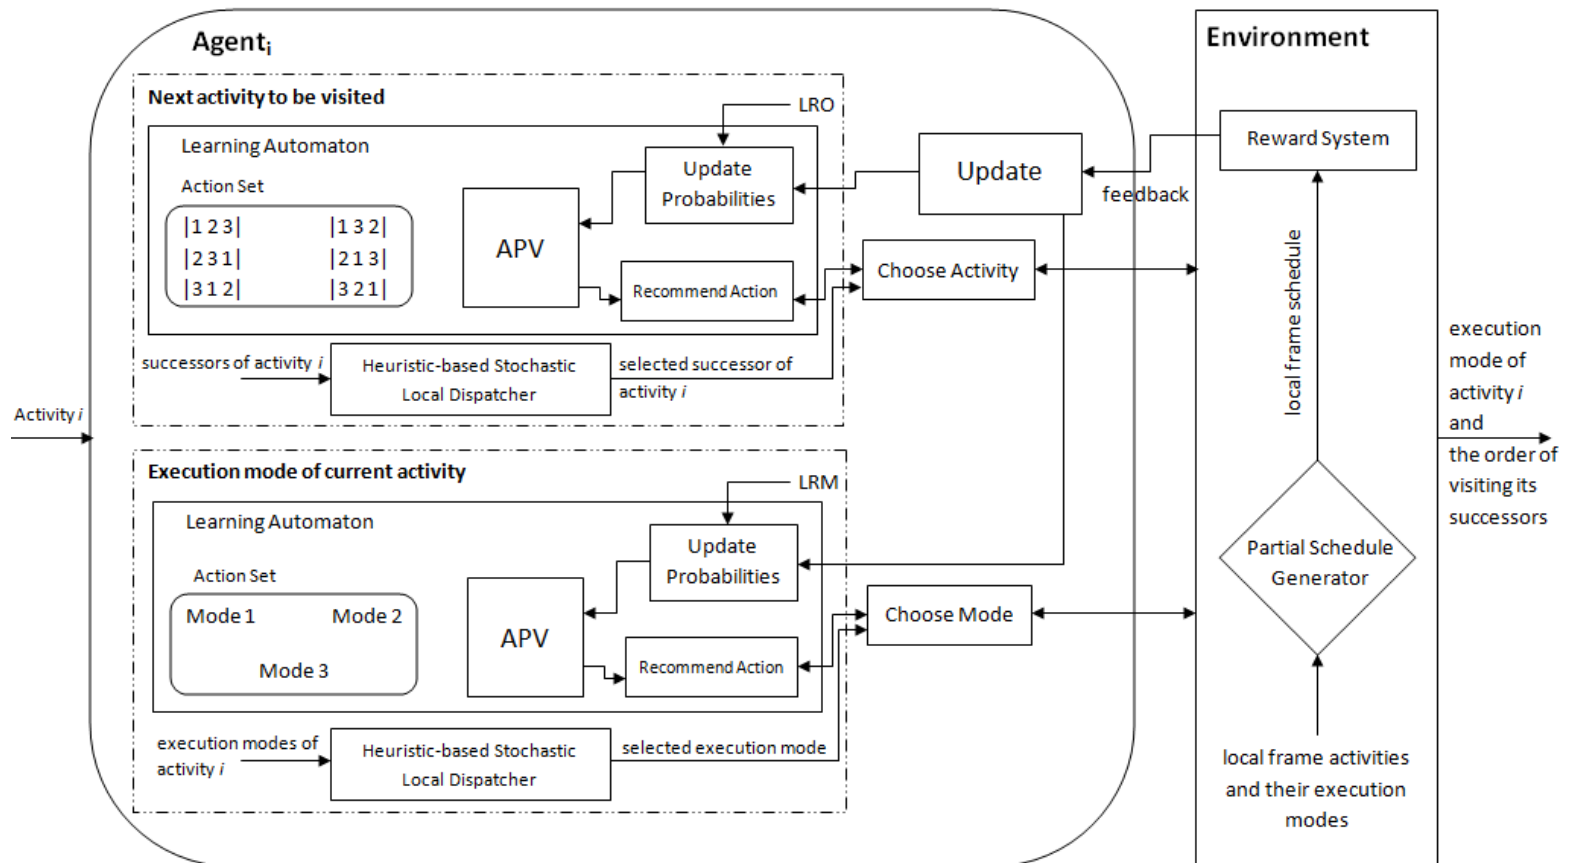 Agenti
Environment
Next activity to be visited
LRO
Learning Automaton
Action Set
|1 2 3| |1 3 2|
|2 3 1| |2 1 3|
|3 1 2| |3 2 1|
APV
Update
Probabilities
Recommend Action
Update
feedback
Reward System
Choose Activity
successors of activity i
Heuristic-based Stochastic
Local Dispatcher
selected successor of
activity i
Activity i
local frame schedule
execution
mode of
activity i
and
the order of
visiting its
successors
Execution mode of current activity
LRM
Learning Automaton
Action Set
Mode 1 Mode 2
Mode 3
APV
Update
Probabilities
Recommend Action
Choose Mode
Partial Schedule
Generator
execution modes of
activity i
Heuristic-based Stochastic
Local Dispatcher
selected execution mode
local frame activities
and their execution
modes